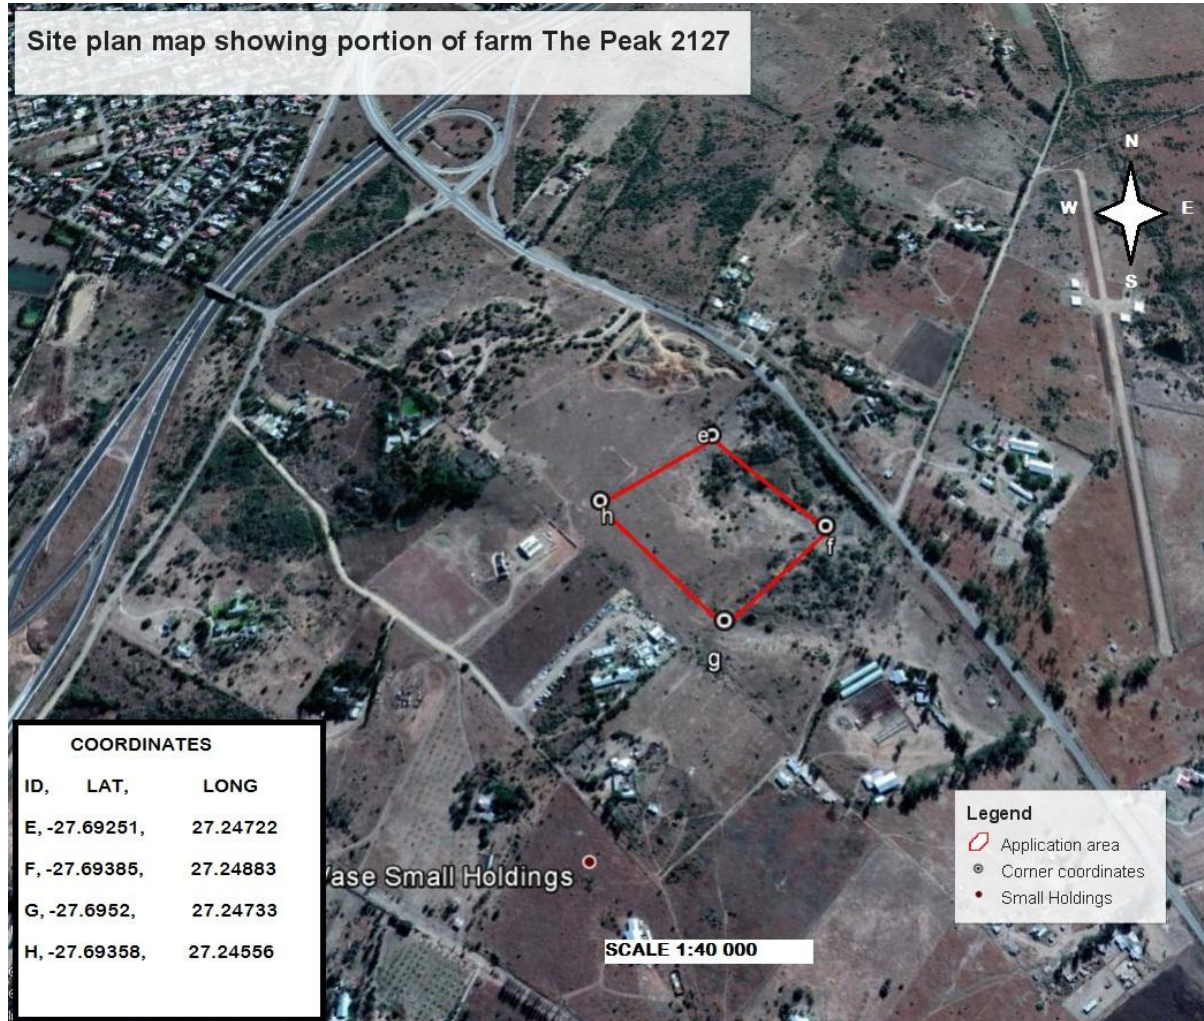 Site plan map showing portion of farm The Peak 2127
N
W E
S
e
h
f
g
COORDINATES
ID, LAT, LONG
E, -27.69251, 27.24722
F, -27.69385, 27.24883
G, -27.6952, 27.24733
H, -27.69358, 27.24556
Vase Small Holdings
SCALE 1:40 000
Legend
Application area
Corner coordinates
Small Holdings